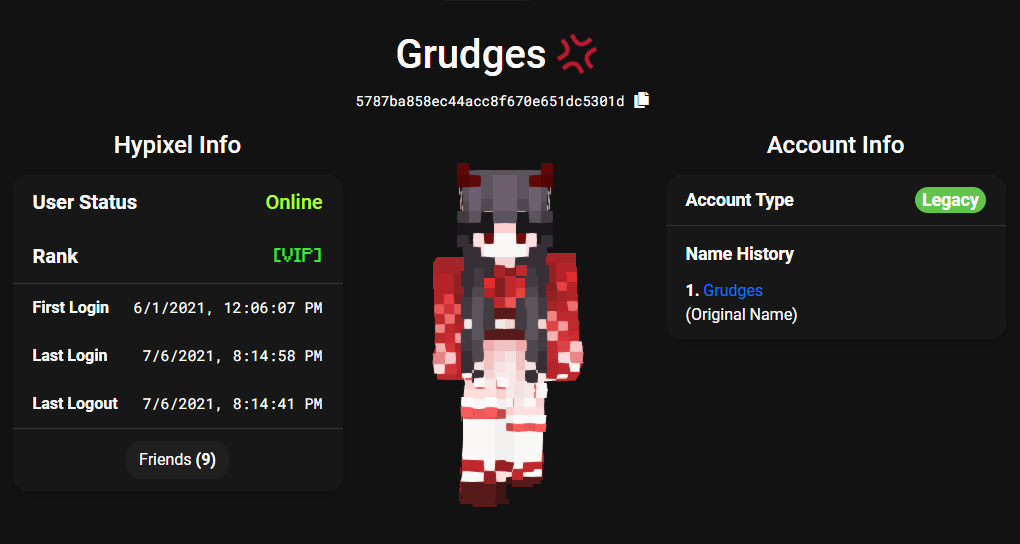 Grudges 💢
5787ba858ec44acc8f670e651dc5301d
Hypixel Info
User Status Online
Rank [VIP]
First Login 6/1/2021, 12:06:07 PM
Last Login 7/6/2021, 8:14:58 PM
Last Logout 7/6/2021, 8:14:41 PM
Friends (9)
Account Info
Account Type Legacy
Name History
1. Grudges
(Original Name)